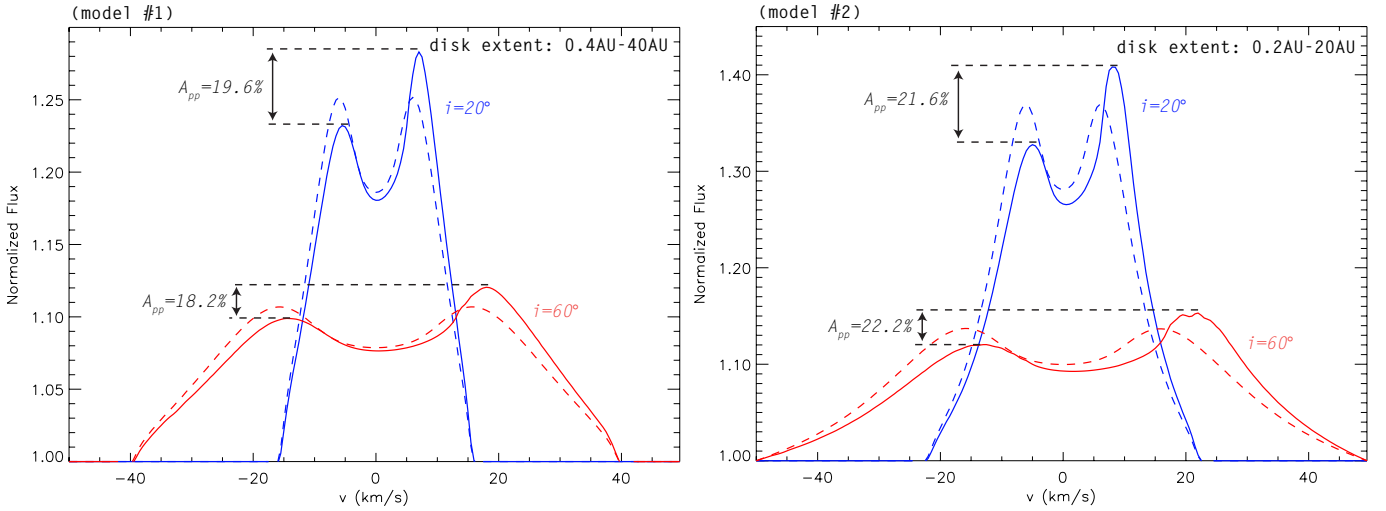 (model #1)
disk extent: 0.4AU-40AU
A_pp=19.6%
i=20°
A_pp=18.2%
i=60°
Normalized Flux
1.25
1.20
1.15
1.10
1.05
1.00
−40
−20
0
20
40
v (km/s)
(model #2)
disk extent: 0.2AU-20AU
A_pp=21.6%
i=20°
A_pp=22.2%
i=60°
Normalized Flux
1.40
1.30
1.20
1.10
1.00
−40
−20
0
20
40
v (km/s)